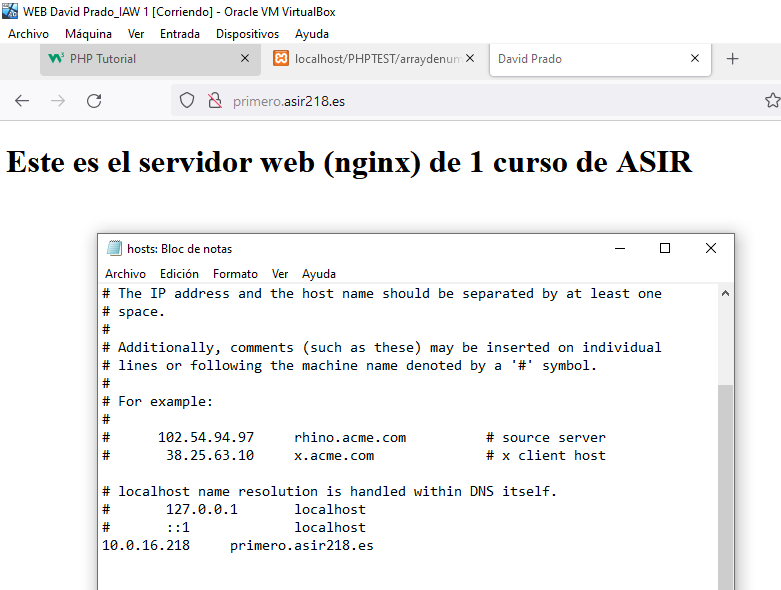 WEB David Prado_IAW 1 [Corriendo] - Oracle VM VirtualBox
Archivo Máquina Ver Entrada Dispositivos Ayuda
PHP Tutorial
localhost/PHPTEST/arraydenum
David Prado
primero.asir218.es
Este es el servidor web (nginx) de 1 curso de ASIR
hosts: Bloc de notas
Archivo Edición Formato Ver Ayuda
# The IP address and the host name should be separated by at least one
# space.
#
# Additionally, comments (such as these) may be inserted on individual
# lines or following the machine name denoted by a '#' symbol.
#
# For example:
#
#      102.54.94.97     rhino.acme.com          # source server
#       38.25.63.10     x.acme.com              # x client host
# localhost name resolution is handled within DNS itself.
#       127.0.0.1       localhost
#       ::1             localhost
10.0.16.218     primero.asir218.es